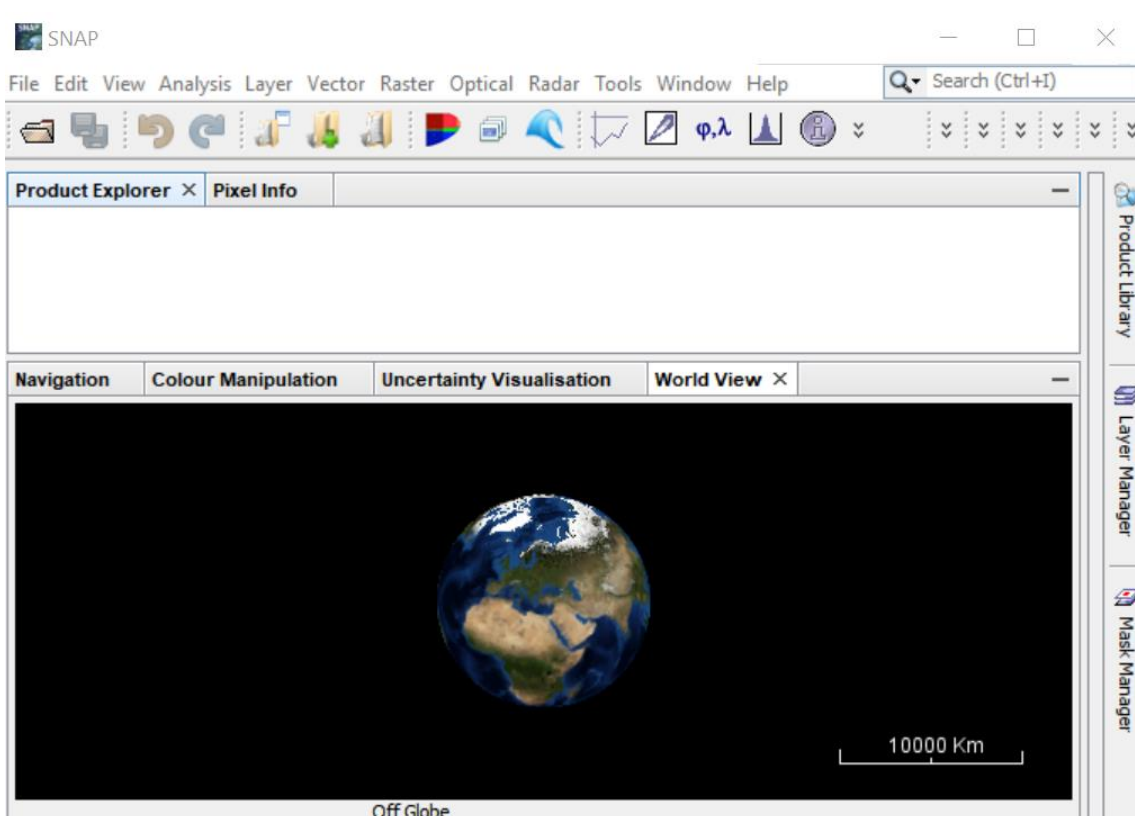 SNAP
File Edit View Analysis Layer Vector Raster Optical Radar Tools Window Help
Search (Ctrl+I)
φ,λ
Product Explorer
Pixel Info
Navigation
Colour Manipulation
Uncertainty Visualisation
World View
10000 Km
Off Globe
Product Library
Layer Manager
Mask Manager